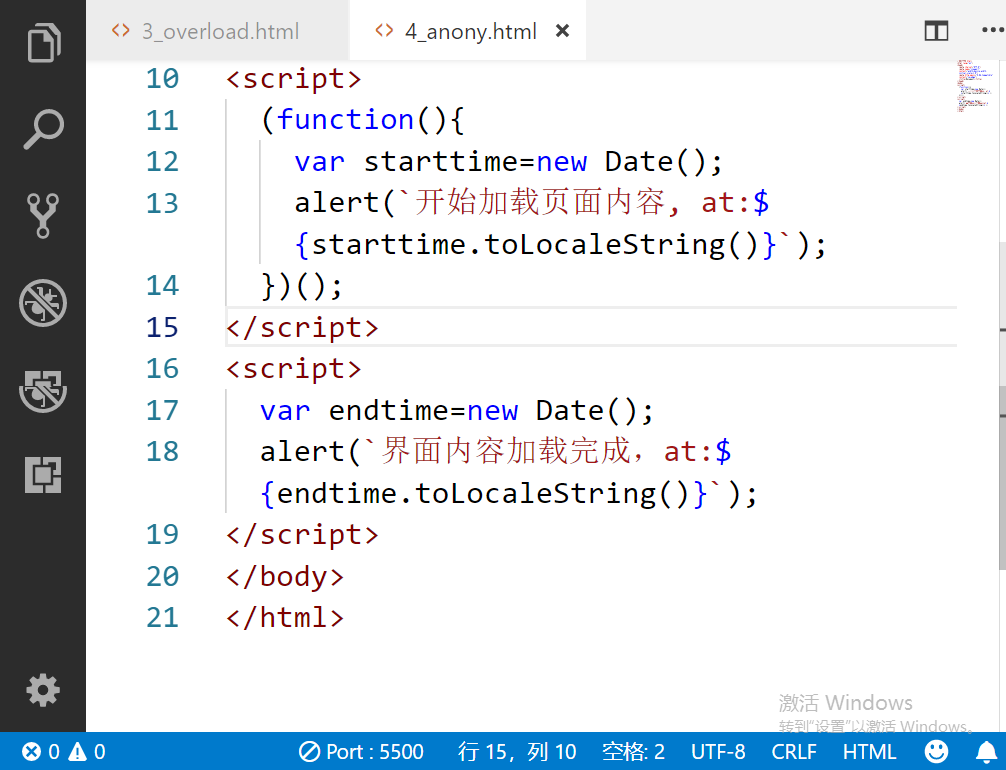 3_overload.html
4_anony.html
10 <script>
11 (function(){
12 var starttime=new Date();
13 alert(`开始加载页面内容, at:$
{starttime.toLocaleString()}`);
14 })();
15 </script>
16 <script>
17 var endtime=new Date();
18 alert(`界面内容加载完成，at:$
{endtime.toLocaleString()}`);
19 </script>
20 </body>
21 </html>
激活 Windows
转到"设置"以激活 Windows。
0 0 Port : 5500 行 15，列 10 空格: 2 UTF-8 CRLF HTML